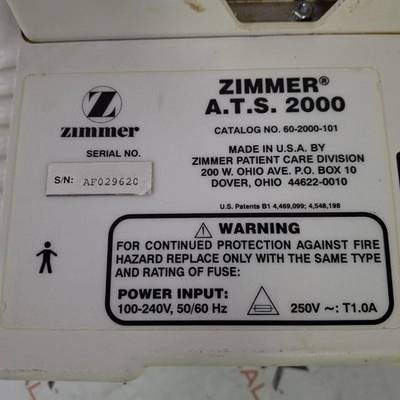 ZIMMER®
A.T.S. 2000
Z
zimmer
CATALOG NO. 60-2000-101
SERIAL NO.
S/N: AF029620
MADE IN U.S.A. BY
ZIMMER PATIENT CARE DIVISION
200 W. OHIO AVE. P.O. BOX 10
DOVER, OHIO 44622-0010
U.S. Patents B1 4,469,099; 4,548,198
⚠ WARNING
FOR CONTINUED PROTECTION AGAINST FIRE
HAZARD REPLACE ONLY WITH THE SAME TYPE
AND RATING OF FUSE:
POWER INPUT:
100-240V, 50/60 Hz 250V ~: T1.0A